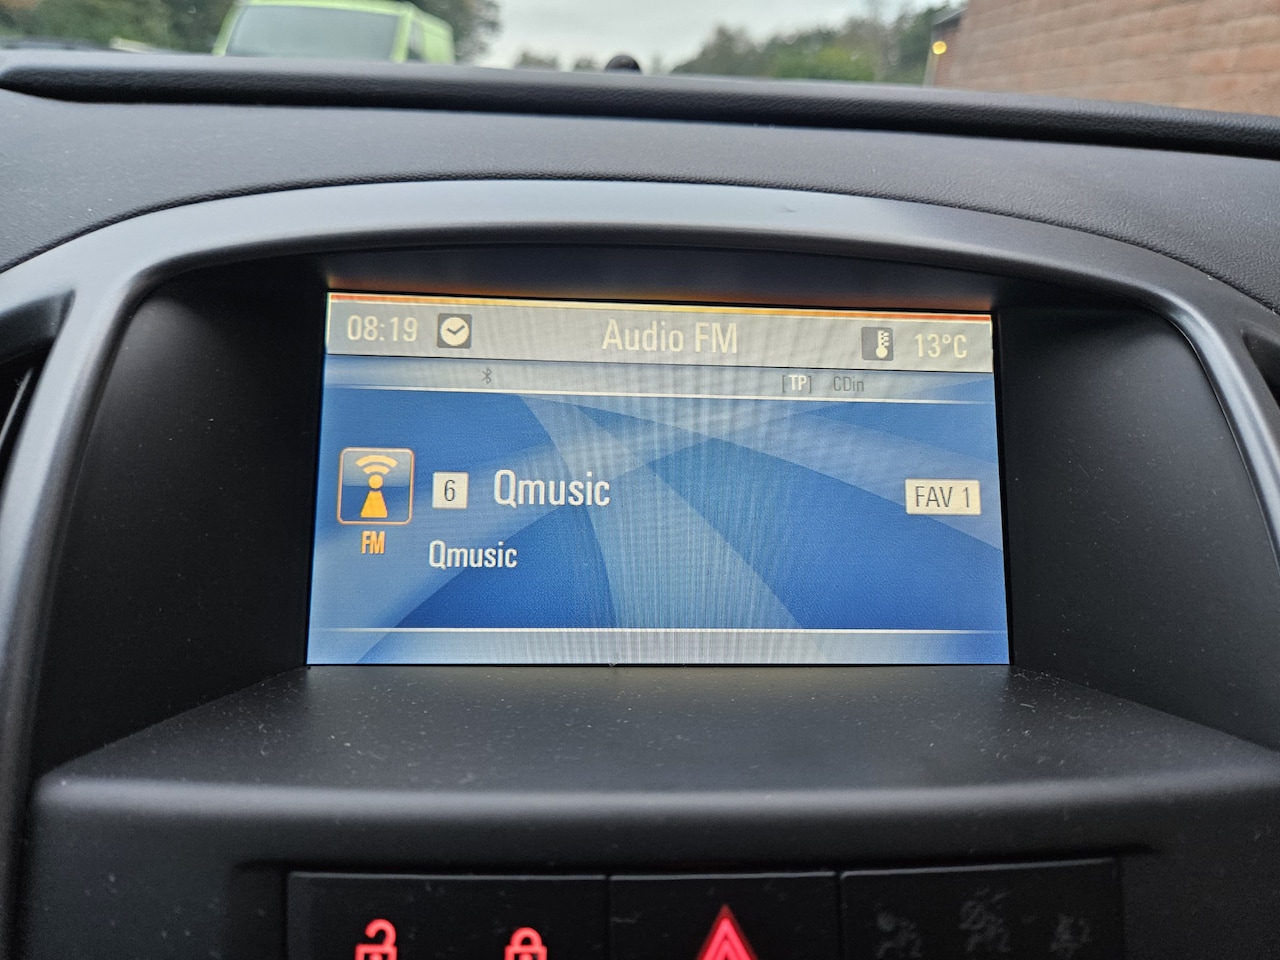 08:19 Audio FM 13°C
[TP] CDin
6 Qmusic FAV 1
FM
Qmusic